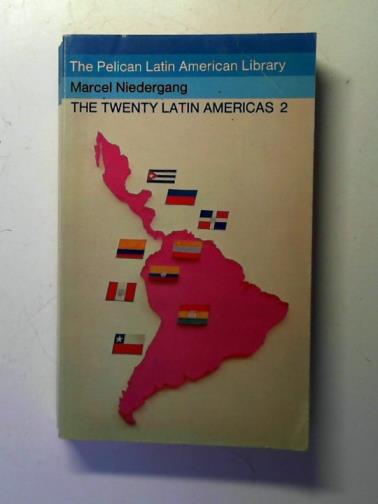 The Pelican Latin American Library
Marcel Niedergang
THE TWENTY LATIN AMERICAS 2